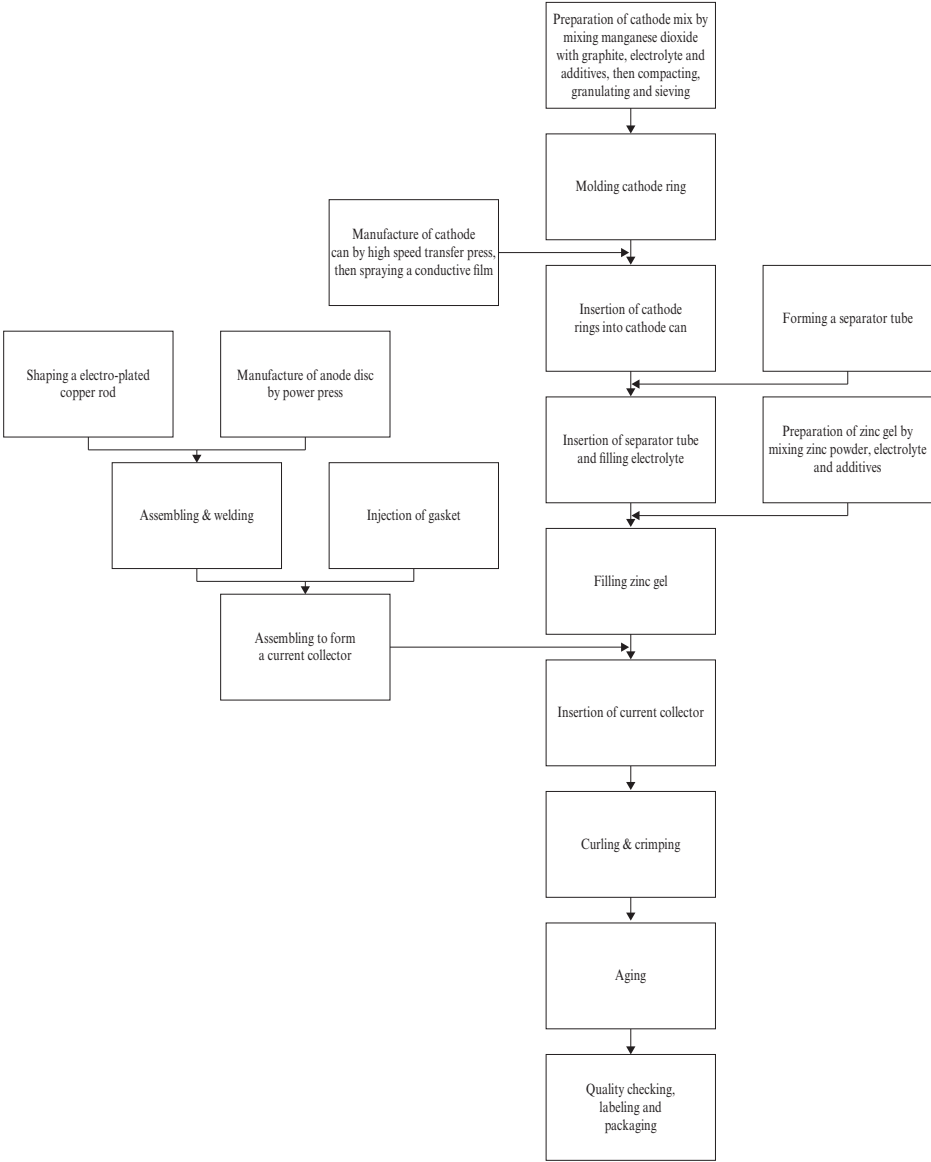 Preparation of cathode mix by
mixing manganese dioxide
with graphite, electrolyte and
additives, then compacting,
granulating and sieving
Molding cathode ring
Manufacture of cathode
can by high speed transfer press,
then spraying a conductive film
Insertion of cathode
rings into cathode can
Forming a separator tube
Shaping a electro-plated
copper rod
Manufacture of anode disc
by power press
Insertion of separator tube
and filling electrolyte
Preparation of zinc gel by
mixing zinc powder, electrolyte
and additives
Assembling & welding
Injection of gasket
Filling zinc gel
Assembling to form
a current collector
Insertion of current collector
Curling & crimping
Aging
Quality checking,
labeling and
packaging